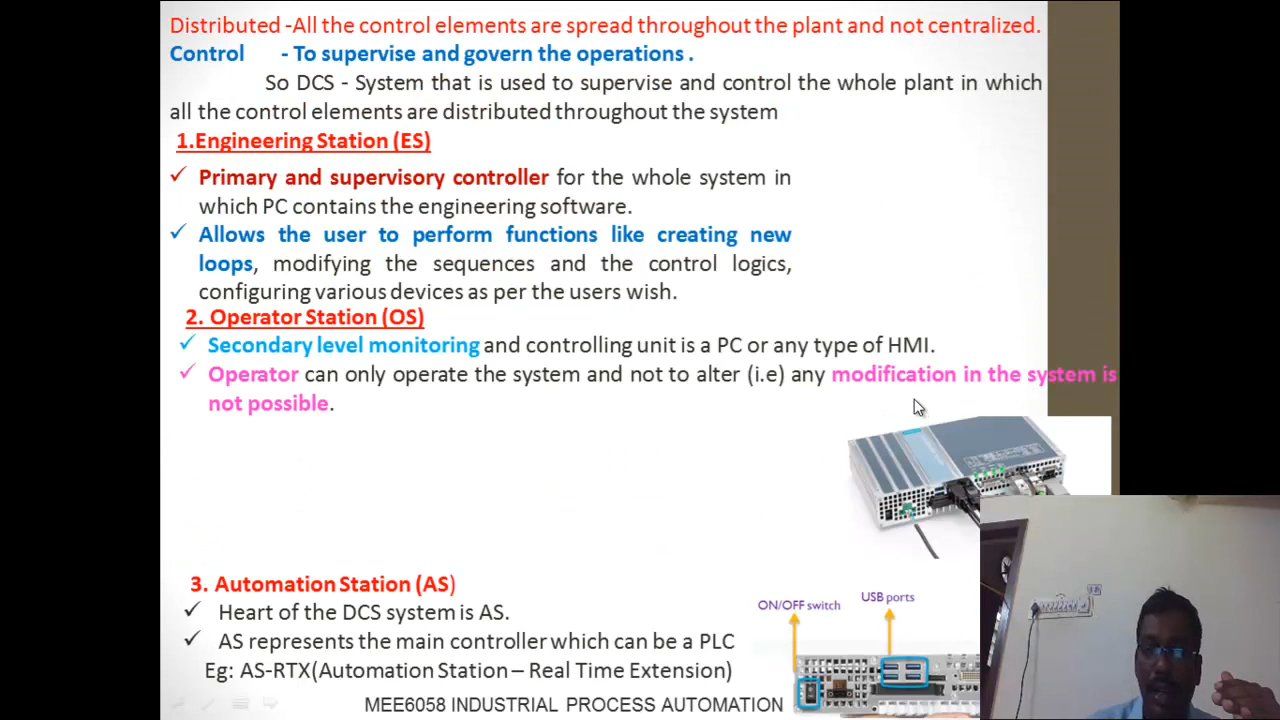 Distributed -All the control elements are spread throughout the plant and not centralized.
Control - To supervise and govern the operations .
So DCS - System that is used to supervise and control the whole plant in which
all the control elements are distributed throughout the system
1.Engineering Station (ES)
✓ Primary and supervisory controller for the whole system in
which PC contains the engineering software.
✓ Allows the user to perform functions like creating new
loops, modifying the sequences and the control logics,
configuring various devices as per the users wish.
2. Operator Station (OS)
✓ Secondary level monitoring and controlling unit is a PC or any type of HMI.
✓ Operator can only operate the system and not to alter (i.e) any modification in the system is
not possible.
3. Automation Station (AS)
✓ Heart of the DCS system is AS.
✓ AS represents the main controller which can be a PLC
Eg: AS-RTX(Automation Station – Real Time Extension)
ON/OFF switch
USB ports
MEE6058 INDUSTRIAL PROCESS AUTOMATION